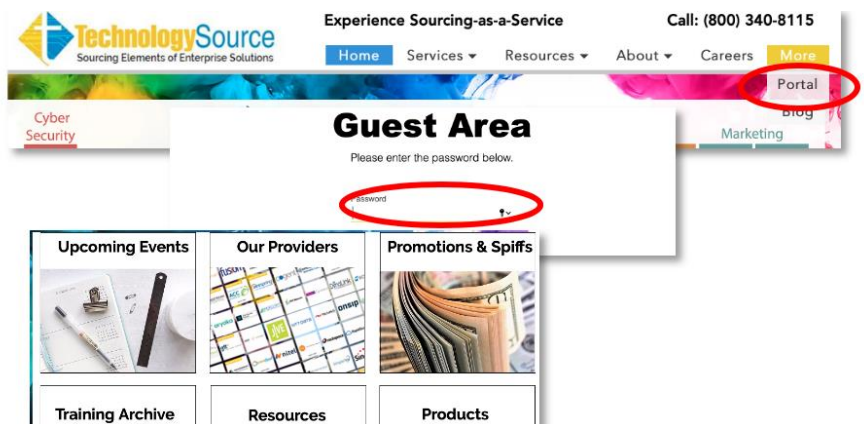 TechnologySource
Sourcing Elements of Enterprise Solutions
Experience Sourcing-as-a-Service
Call: (800) 340-8115
Home Services Resources About Careers More
Portal
Blog
Cyber
Security
Marketing
Guest Area
Please enter the password below.
Password
Upcoming Events Our Providers Promotions & Spiffs
JIVE
onsip
Training Archive Resources Products